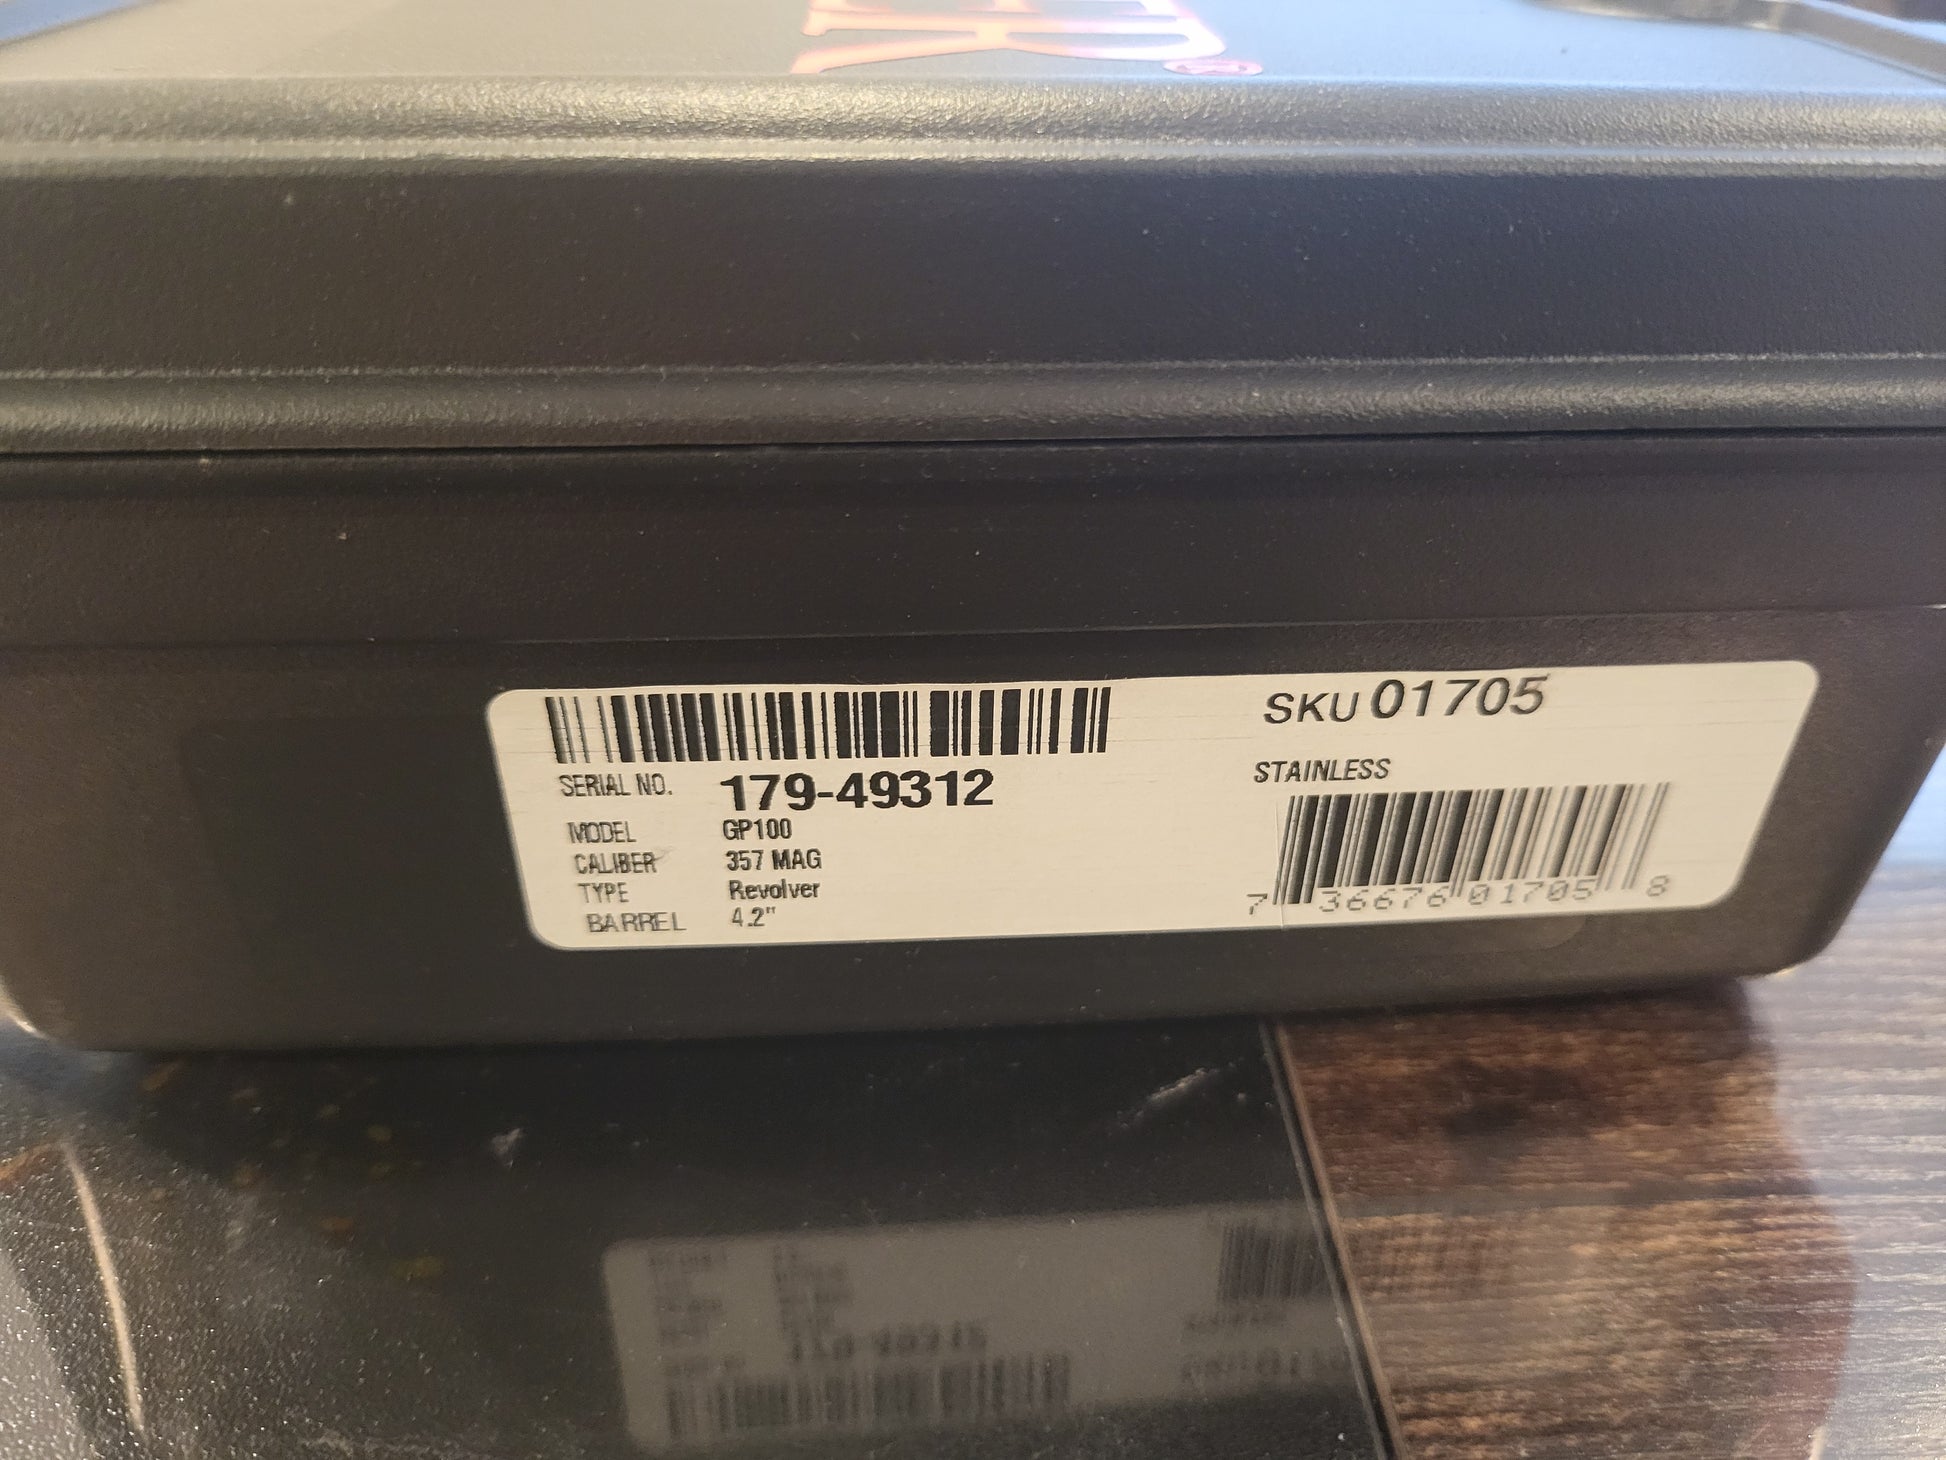 SKU 01705
SERIAL NO. 179-49312
STAINLESS
MODEL GP100
CALIBER 357 MAG
TYPE Revolver
BARREL 4.2"
7 36676 01705 8